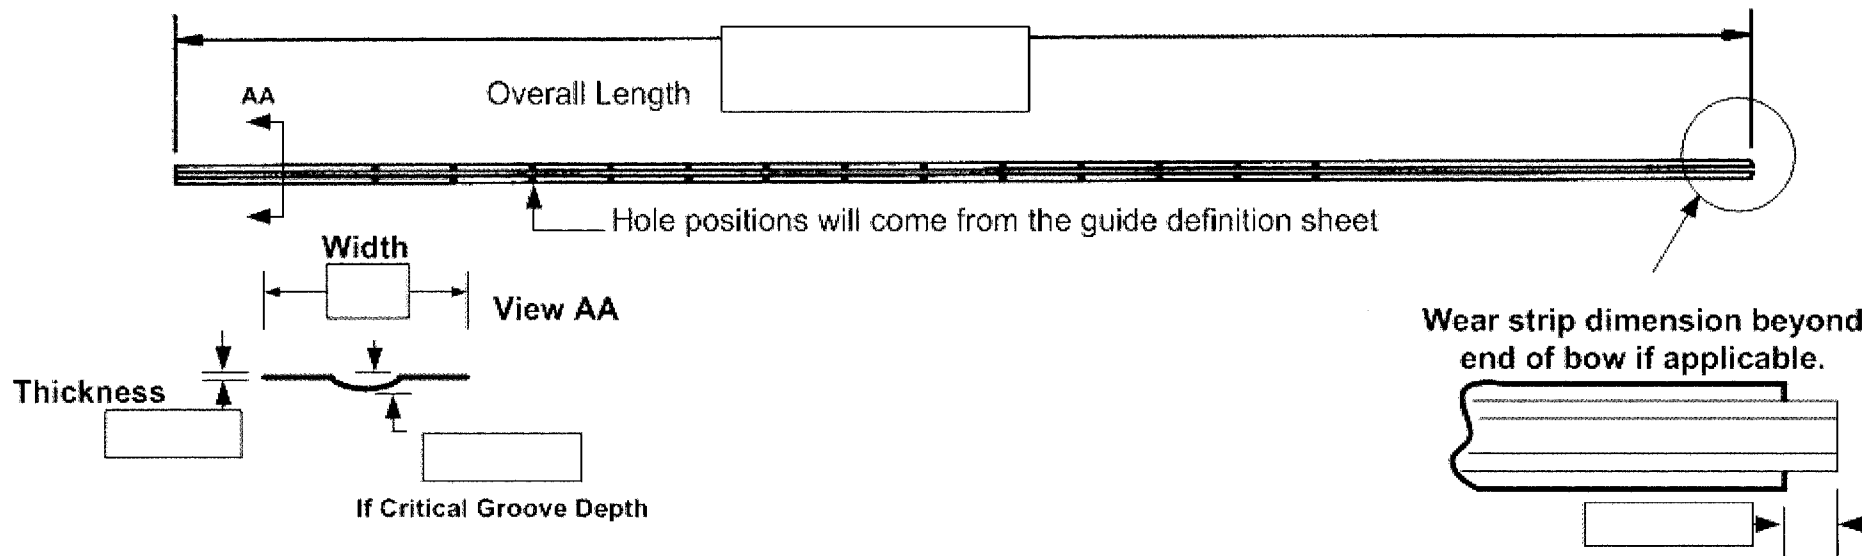 AA
Overall Length
Hole positions will come from the guide definition sheet
Width
View AA
Thickness
If Critical Groove Depth
Wear strip dimension beyond
end of bow if applicable.